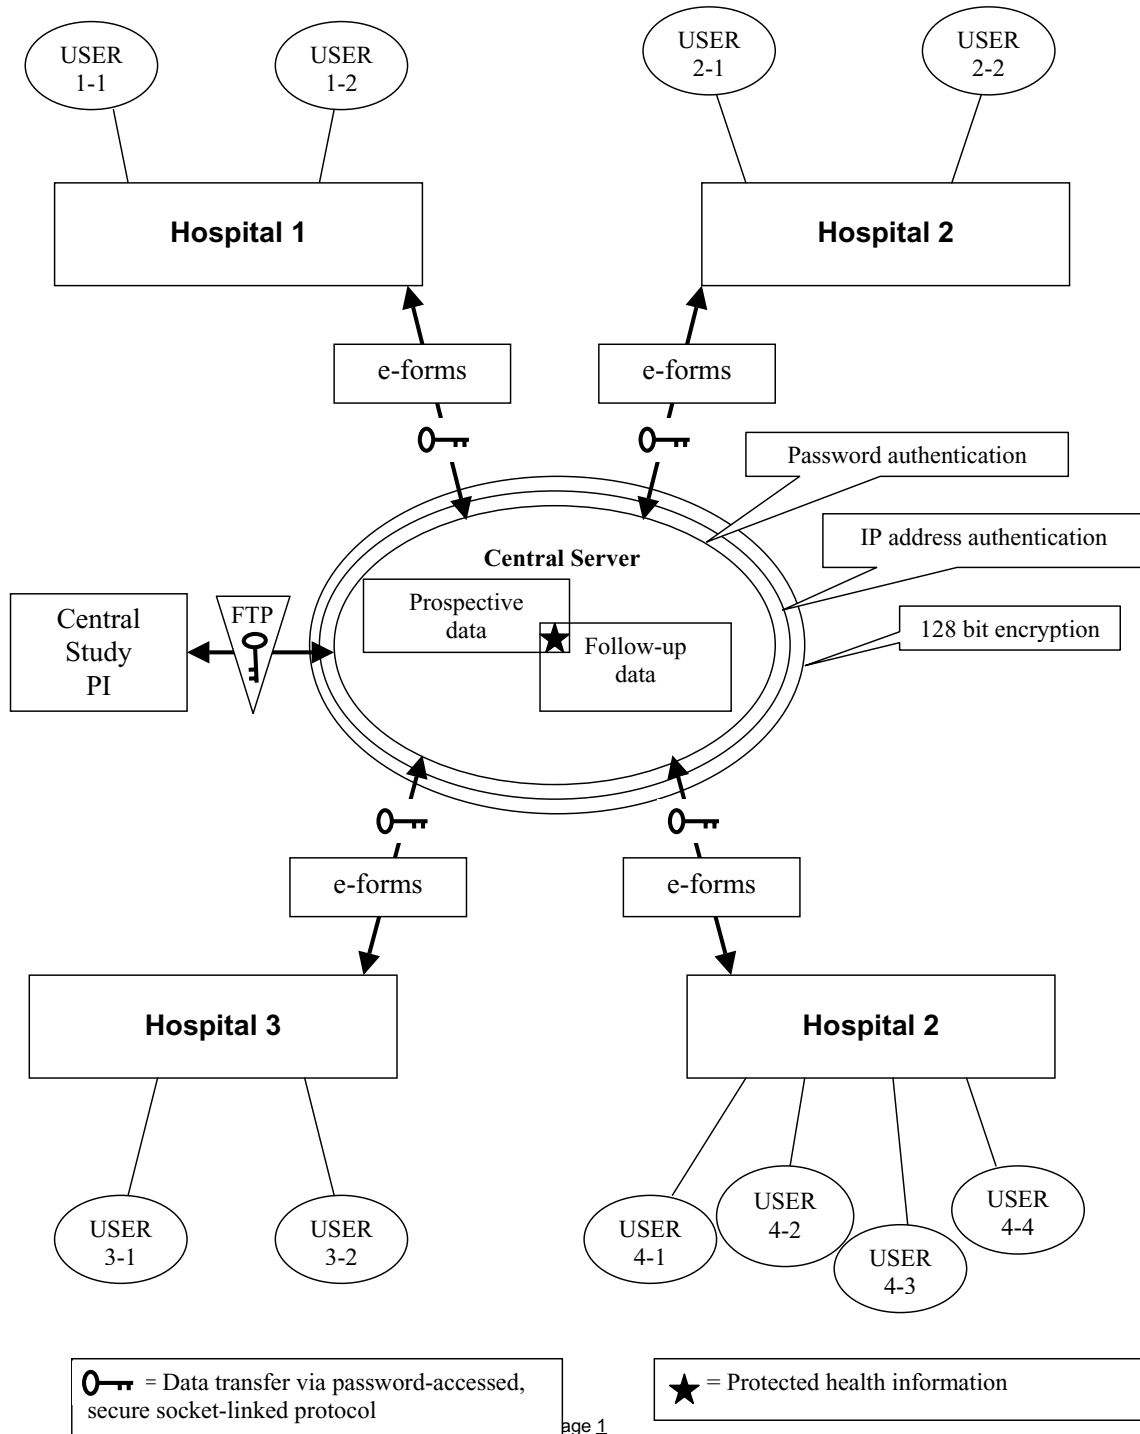 USER
1-1
USER
1-2
USER
2-1
USER
2-2
Hospital 1
Hospital 2
e-forms
e-forms
Password authentication
IP address authentication
128 bit encryption
Central Server
Prospective
data
Follow-up
data
Central
Study
PI
FTP
e-forms
e-forms
Hospital 3
Hospital 2
USER
3-1
USER
3-2
USER
4-1
USER
4-2
USER
4-3
USER
4-4
= Data transfer via password-accessed,
secure socket-linked protocol
= Protected health information
age 1